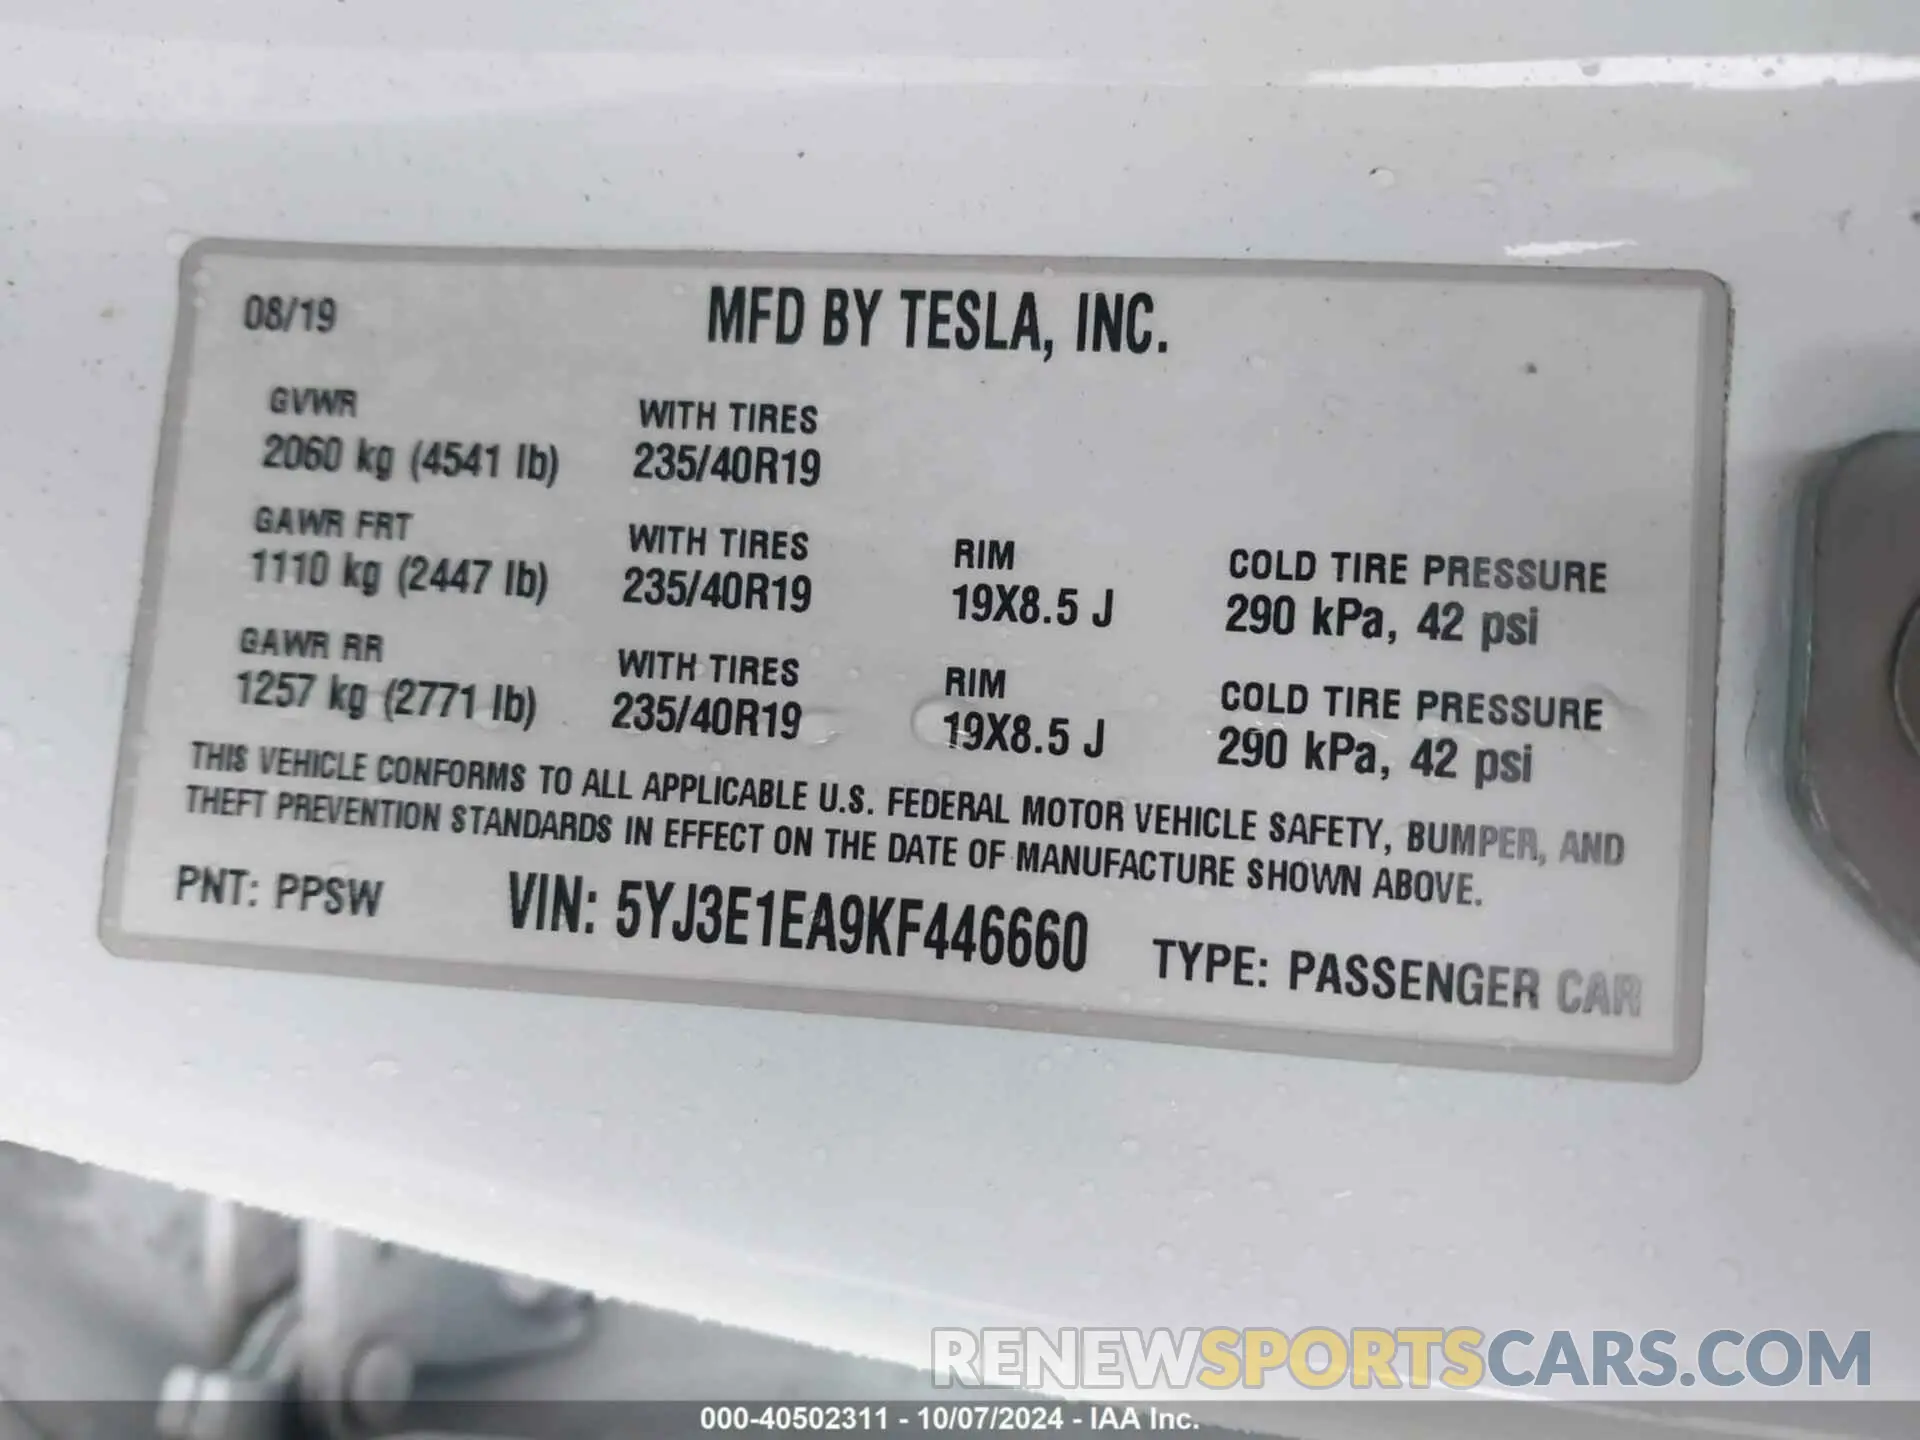 08/19
MFD BY TESLA, INC.
GVWR WITH TIRES
2060 kg (4541 lb) 235/40R19
GAWR FRT WITH TIRES RIM COLD TIRE PRESSURE
1110 kg (2447 lb) 235/40R19 19X8.5 J 290 kPa, 42 psi
GAWR RR WITH TIRES RIM COLD TIRE PRESSURE
1257 kg (2771 lb) 235/40R19 19X8.5 J 290 kPa, 42 psi
THIS VEHICLE CONFORMS TO ALL APPLICABLE U.S. FEDERAL MOTOR VEHICLE SAFETY, BUMPER, AND
THEFT PREVENTION STANDARDS IN EFFECT ON THE DATE OF MANUFACTURE SHOWN ABOVE.
PNT: PPSW VIN: 5YJ3E1EA9KF446660 TYPE: PASSENGER CAR
RENEWSPORTSCARS.COM
000-40502311 - 10/07/2024 - IAA Inc.